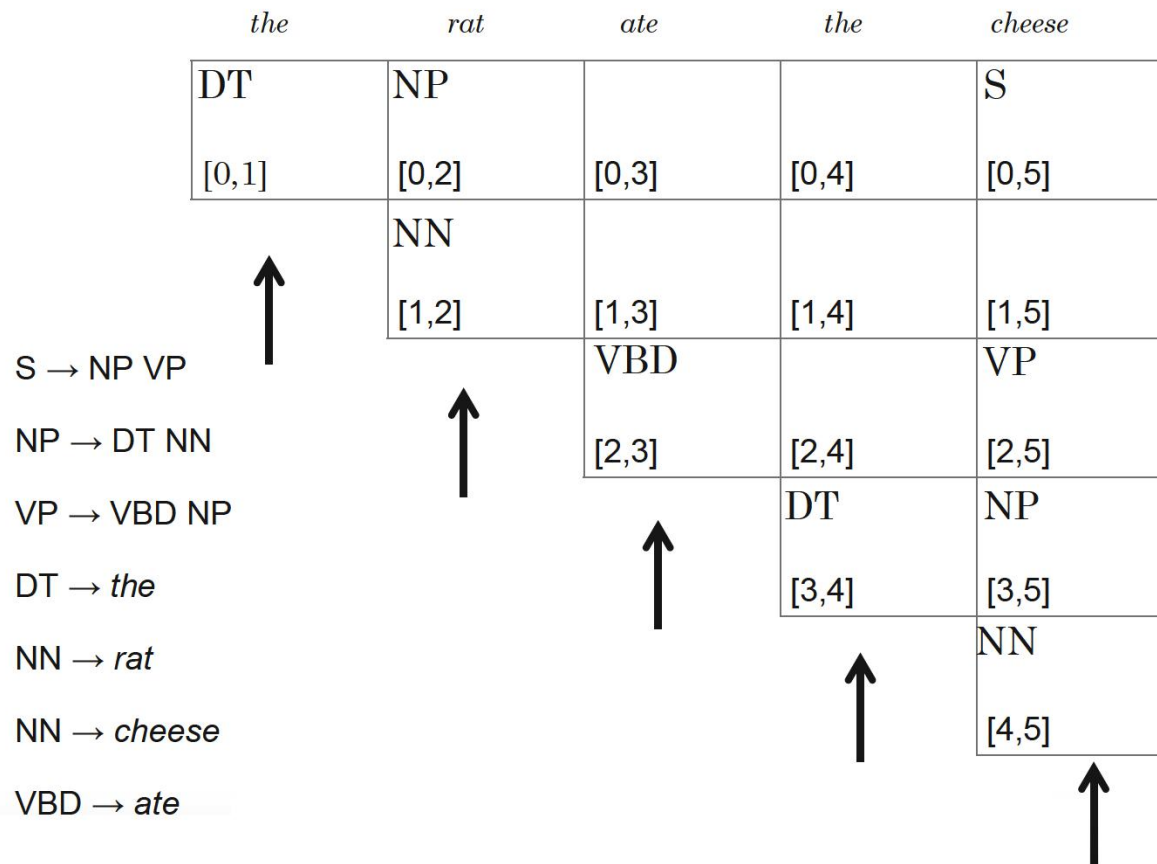 the rat ate the cheese
DT NP S
[0,1] [0,2] [0,3] [0,4] [0,5]
NN
[1,2] [1,3] [1,4] [1,5]
S → NP VP
VBD VP
NP → DT NN
[2,3] [2,4] [2,5]
VP → VBD NP
DT NP
DT → the
[3,4] [3,5]
NN → rat
NN
NN → cheese
[4,5]
VBD → ate